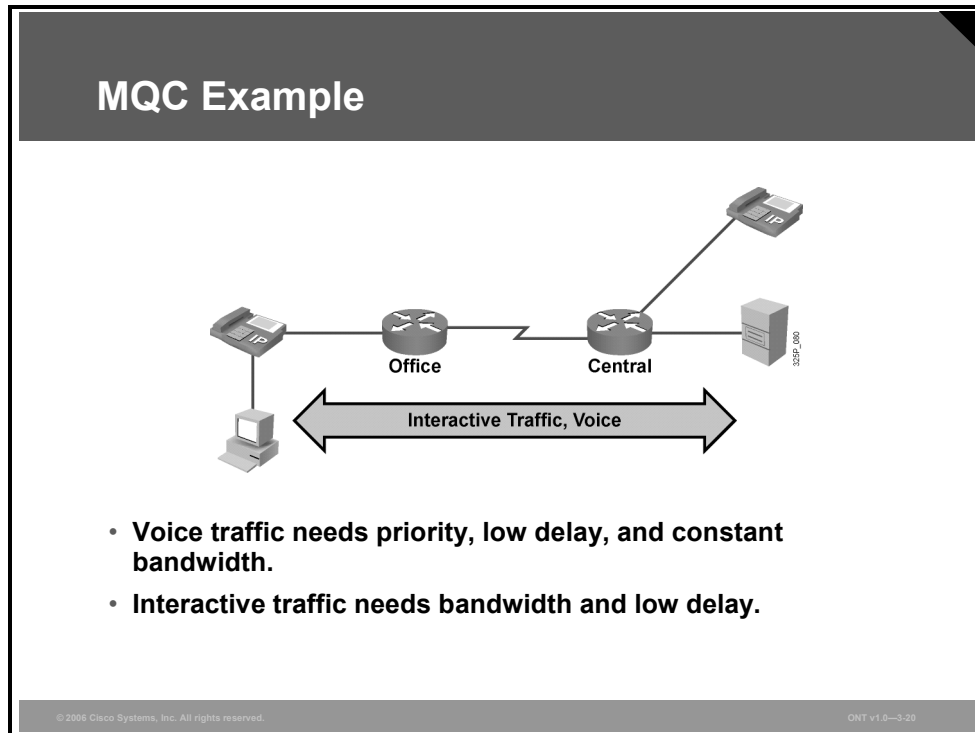 MQC Example
IP
IP
Office
Central
325P_080
Interactive Traffic, Voice
• Voice traffic needs priority, low delay, and constant
bandwidth.
• Interactive traffic needs bandwidth and low delay.
© 2006 Cisco Systems, Inc. All rights reserved.
ONT v1.0—3-20